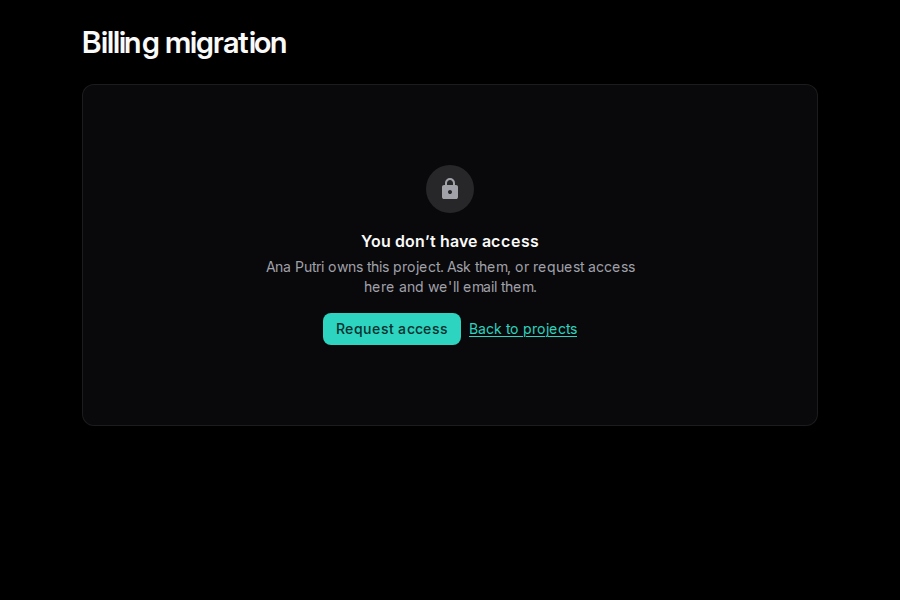 Billing migration
You don’t have access
Ana Putri owns this project. Ask them, or request access
here and we'll email them.
Request access Back to projects